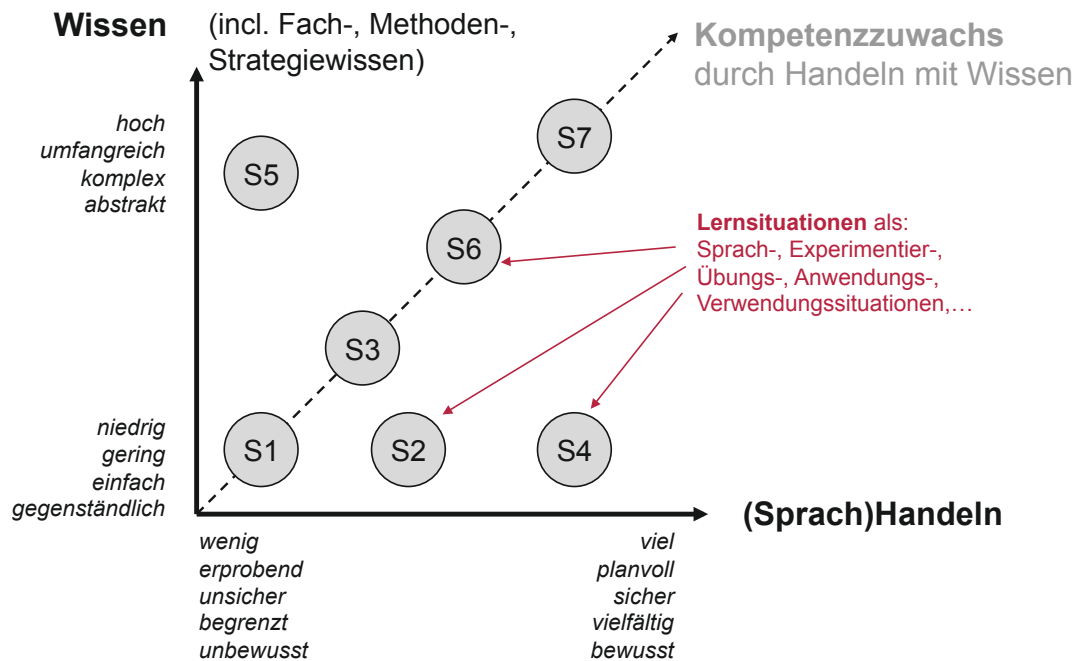 Wissen
(incl. Fach-, Methoden-,
Strategiewissen)
Kompetenzzuwachs
durch Handeln mit Wissen
hoch
umfangreich
komplex
abstrakt
S7
S5
S6
Lernsituationen als:
Sprach-, Experimentier-,
Übungs-, Anwendungs-,
Verwendungssituationen,…
S3
niedrig
gering
einfach
gegenständlich
S1
S2
S4
(Sprach)Handeln
wenig
erprobend
unsicher
begrenzt
unbewusst
viel
planvoll
sicher
vielfältig
bewusst